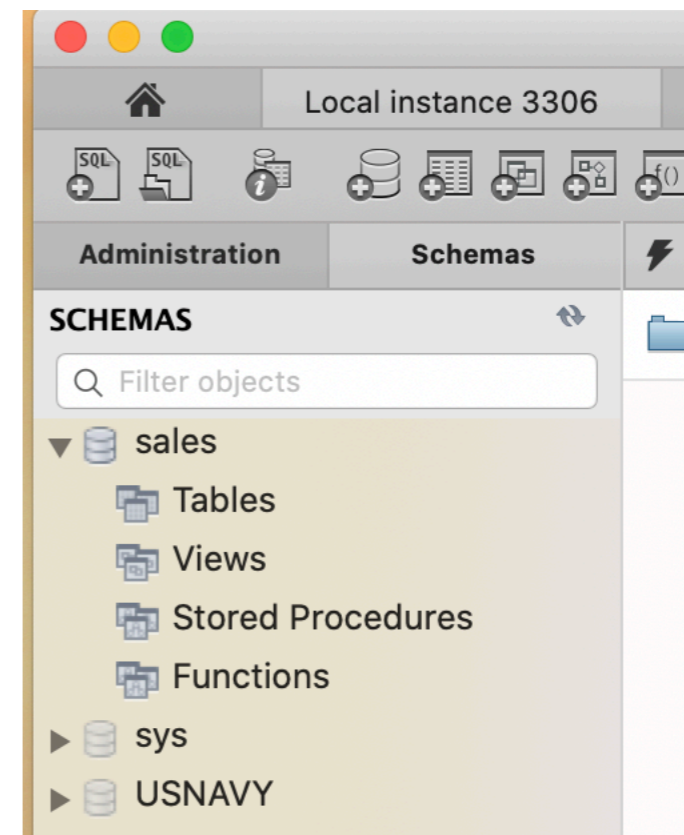 Local instance 3306
SQL SQL i f()
Administration Schemas
SCHEMAS
Filter objects
sales
Tables
Views
Stored Procedures
Functions
sys
USNAVY